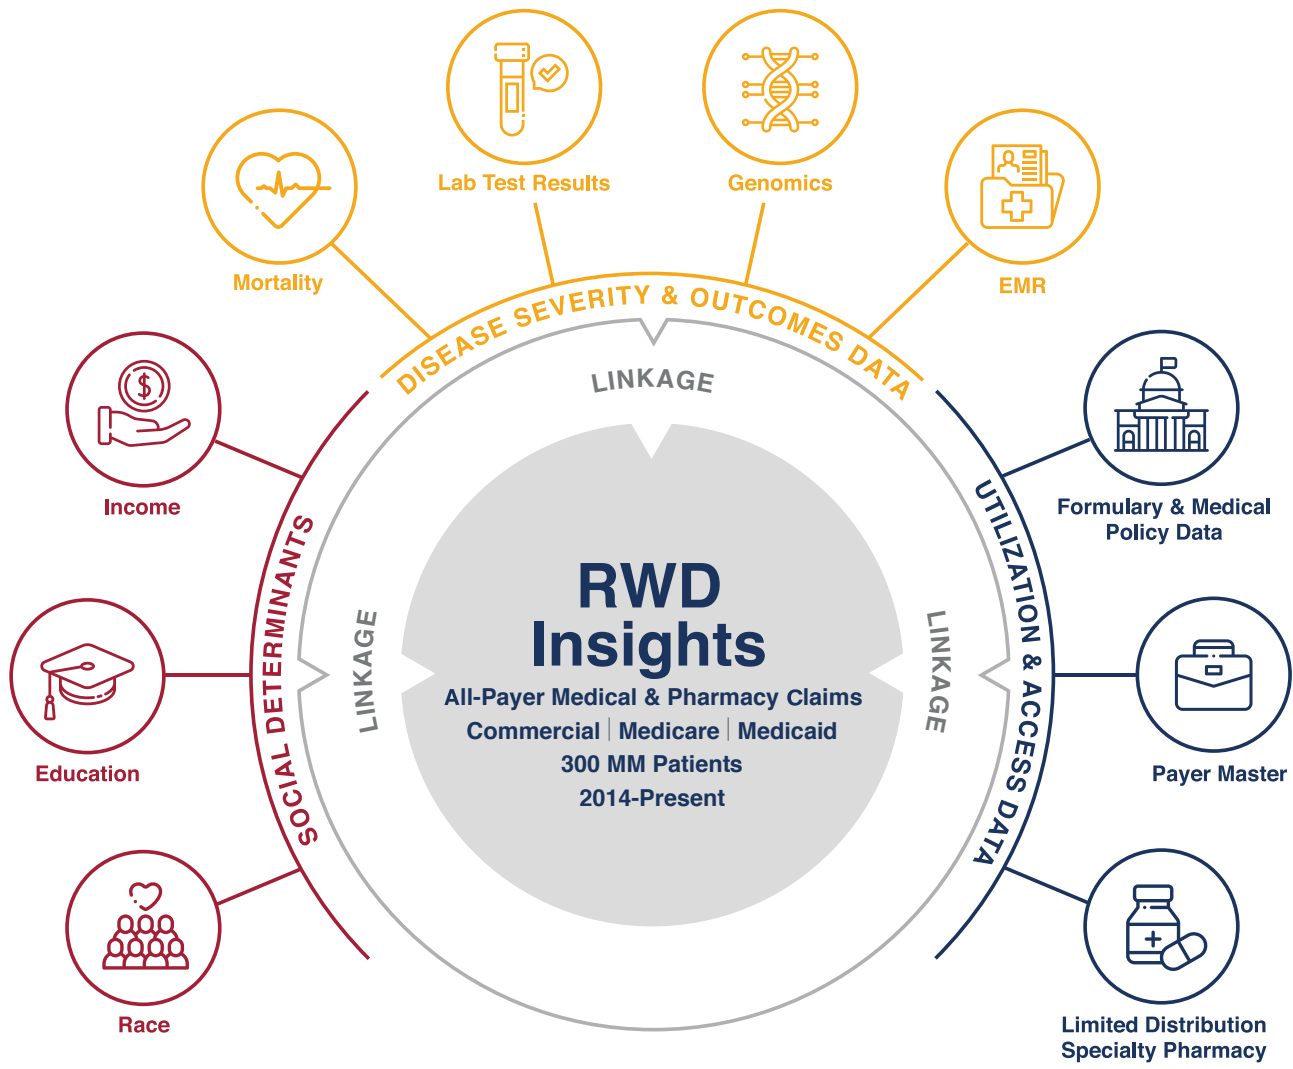 Lab Test Results
Genomics
Mortality
EMR
DISEASE SEVERITY & OUTCOMES DATA
LINKAGE
Income
Education
Race
SOCIAL DETERMINANTS
LINKAGE
$
RWD
Insights
All-Payer Medical & Pharmacy Claims
Commercial | Medicare | Medicaid
300 MM Patients
2014-Present
LINKAGE
UTILIZATION & ACCESS DATA
Formulary & Medical
Policy Data
Payer Master
Limited Distribution
Specialty Pharmacy